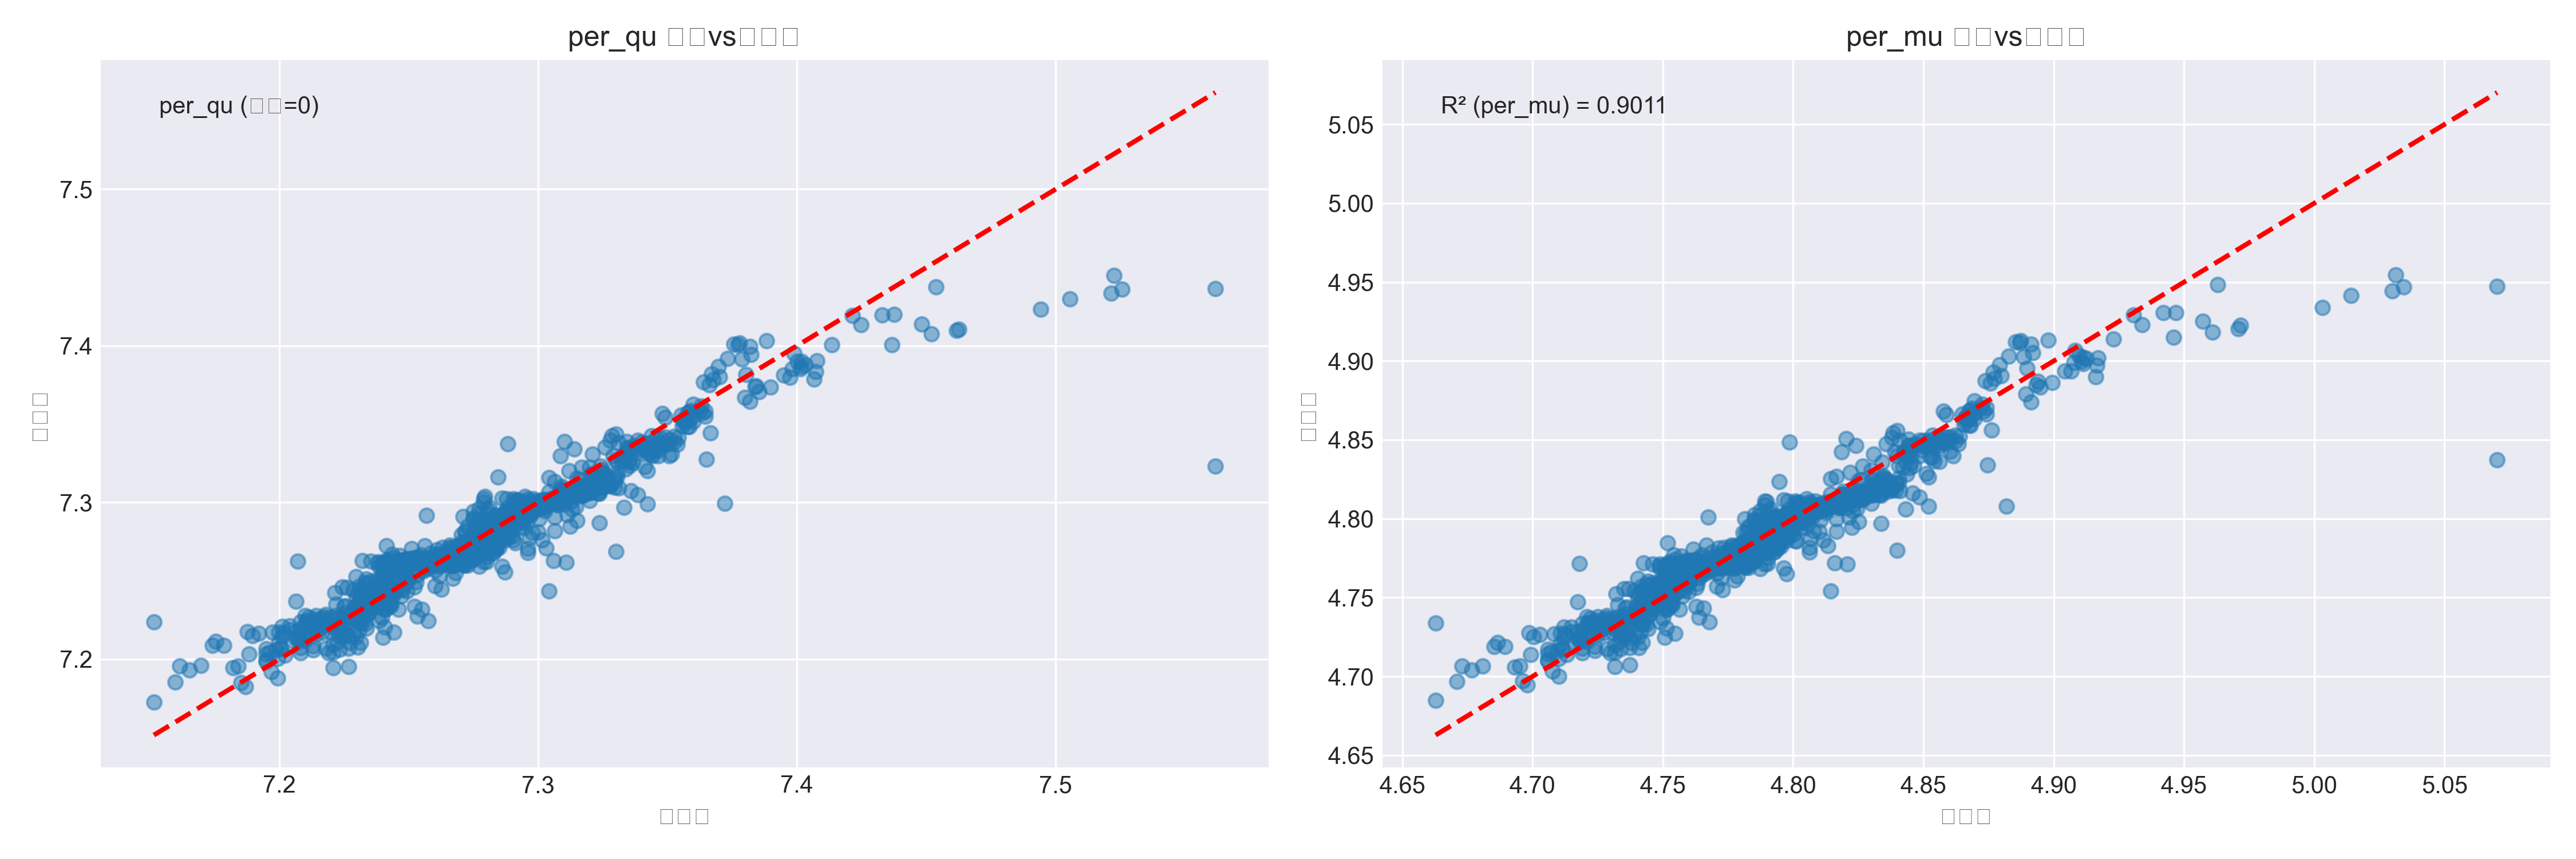 per_qu □□vs□□□
per_qu (□□=0)
7.5
7.4
7.3
7.2
□□□
7.2 7.3 7.4 7.5
□□□
per_mu □□vs□□□
R² (per_mu) = 0.9011
5.05
5.00
4.95
4.90
4.85
4.80
4.75
4.70
4.65
□□□
4.65 4.70 4.75 4.80 4.85 4.90 4.95 5.00 5.05
□□□